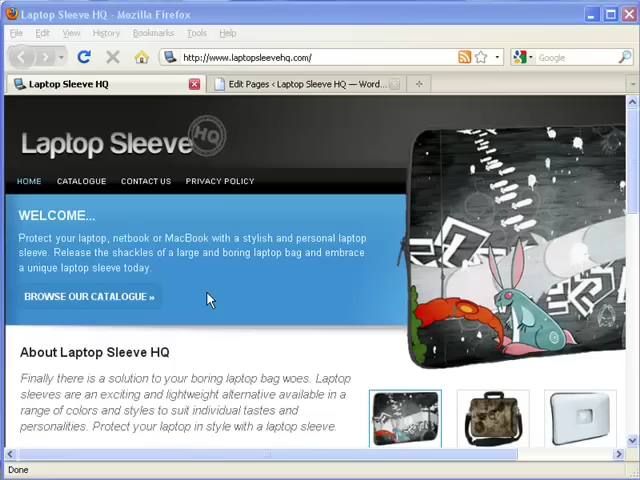 Laptop Sleeve HQ - Mozilla Firefox
File Edit View History Bookmarks Tools Help
http://www.laptopsleevehq.com/
Google
Laptop Sleeve HQ
Edit Pages ‹ Laptop Sleeve HQ — Word...
Laptop Sleeve HQ
HOME CATALOGUE CONTACT US PRIVACY POLICY
WELCOME...
Protect your laptop, netbook or MacBook with a stylish and personal laptop
sleeve. Release the shackles of a large and boring laptop bag and embrace
a unique laptop sleeve today.
BROWSE OUR CATALOGUE »
About Laptop Sleeve HQ
Finally there is a solution to your boring laptop bag woes. Laptop
sleeves are an exciting and lightweight alternative available in a
range of colors and styles to suit individual tastes and
personalities. Protect your laptop in style with a laptop sleeve.
Done